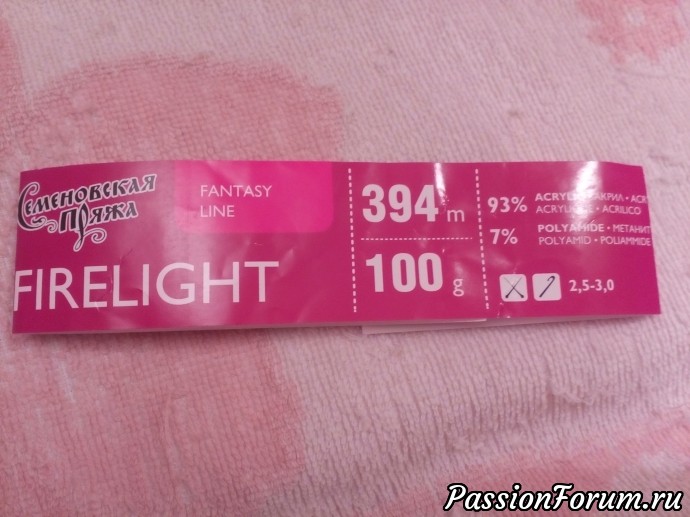 Семеновская
Пряжа
FANTASY
LINE
FIRELIGHT
394 m
100 g
93% ACRYLIC • АКРИЛ •
ACRYLIQUE • ACRILICO
7% POLYAMIDE •
POLYAMID • POLIAMMIDE
2,5-3,0
PassionForum.ru